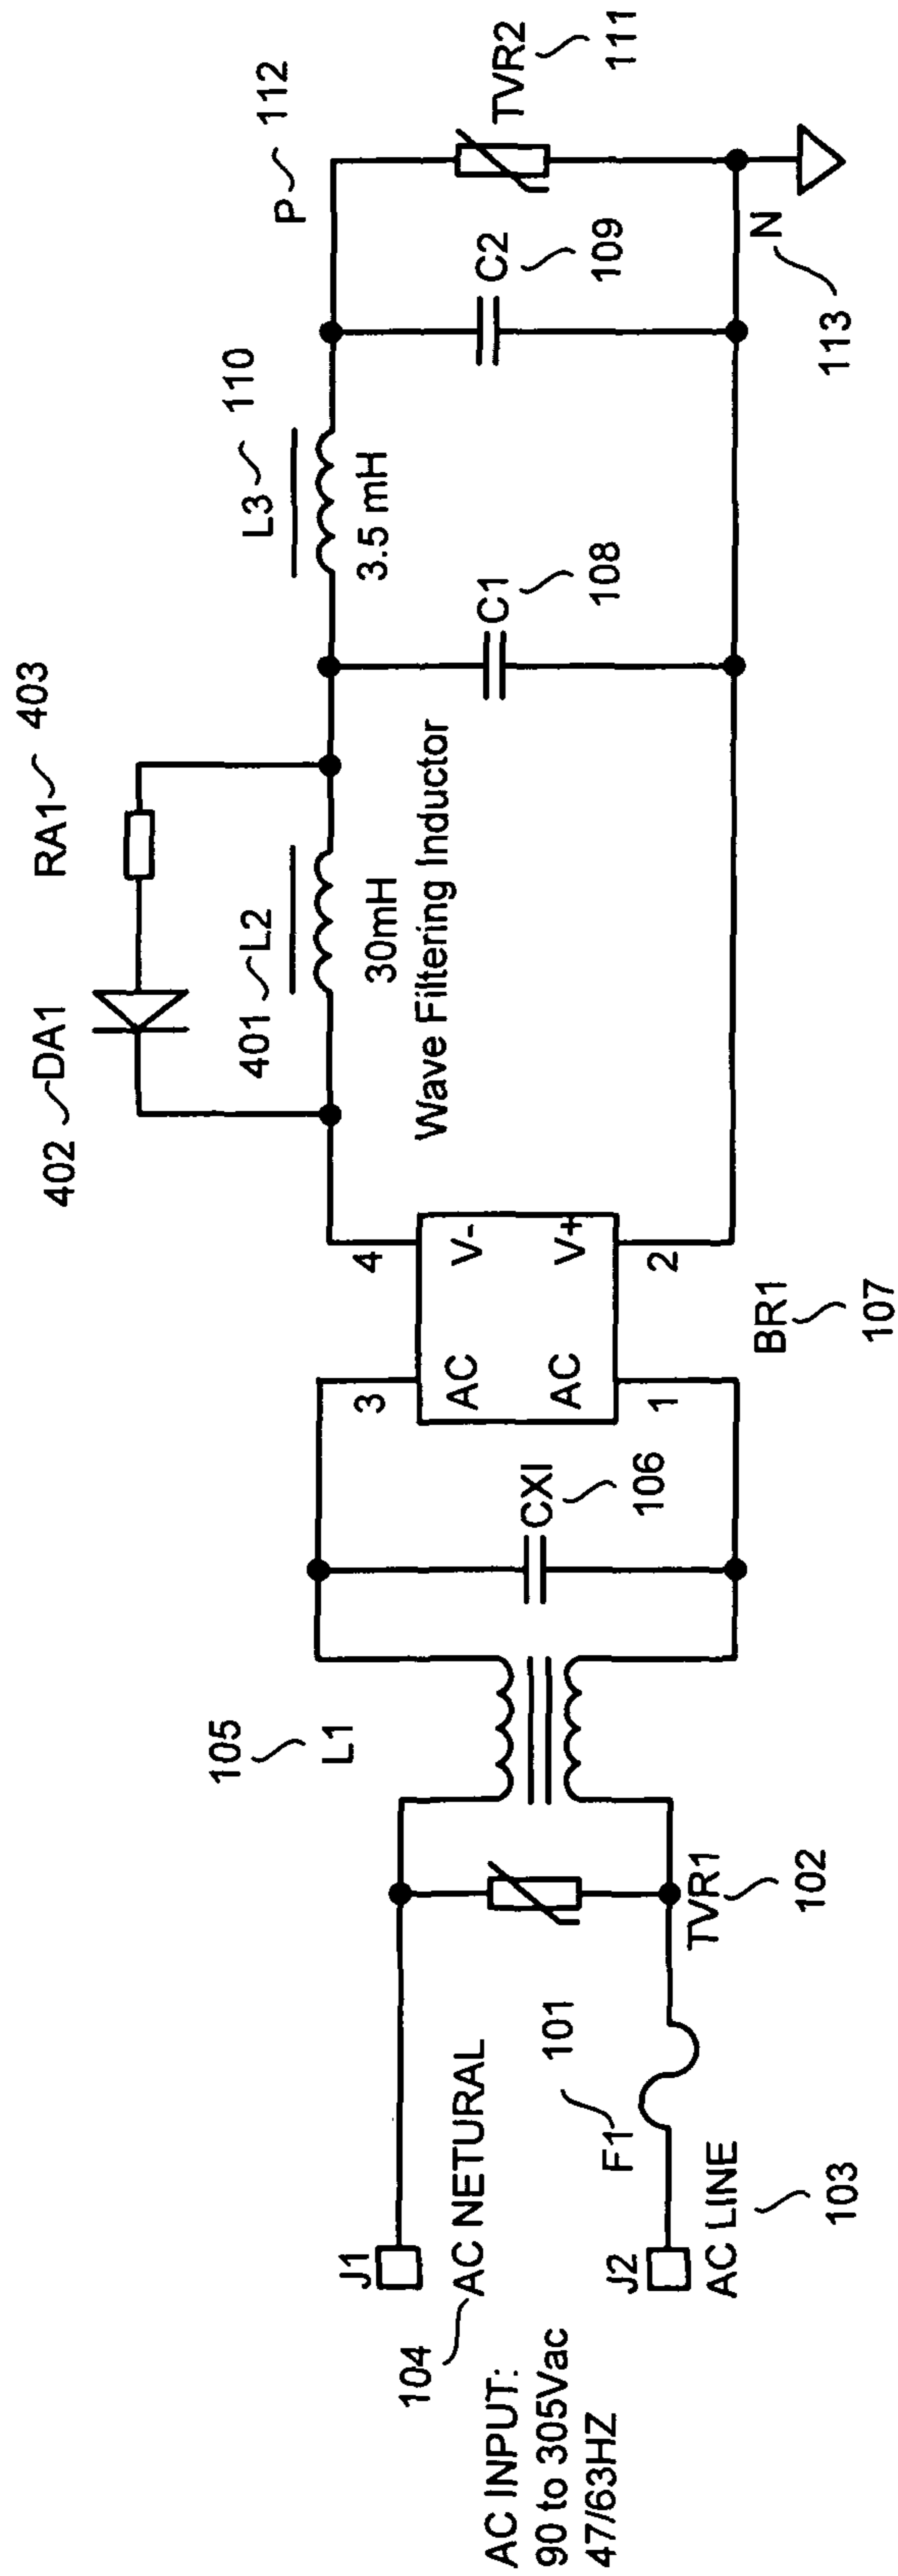 AC INPUT:
90 to 305Vac
47/63HZ
104
J1
AC NETURAL
J2
AC LINE
103
F1
101
TVR1
102
105
L1
CXI
106
3
4
AC
V-
AC
V+
1
2
BR1
107
402
DA1
RA1
403
401
L2
30mH
Wave Filtering Inductor
C1
108
L3
110
3.5 mH
C2
109
P
112
TVR2
111
N
113